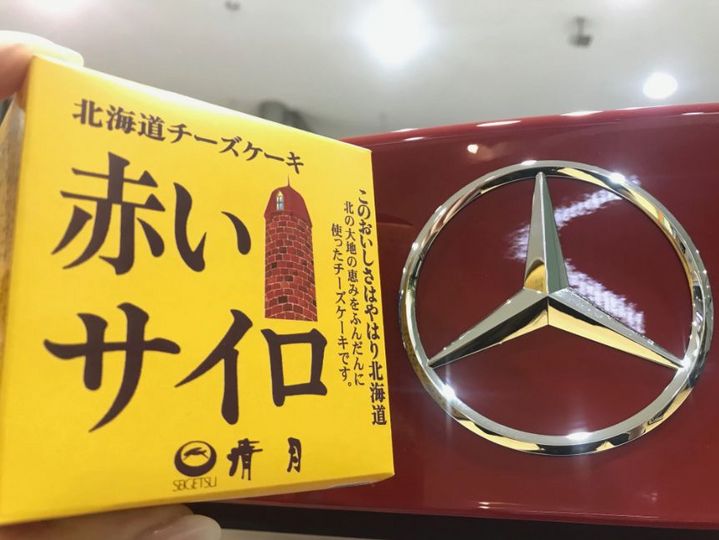 北海道チーズケーキ
赤い
サイロ
このおいしさはやはり北海道
北の大地の恵みをふんだんに
使ったチーズケーキです。
清月
SEIGETSU